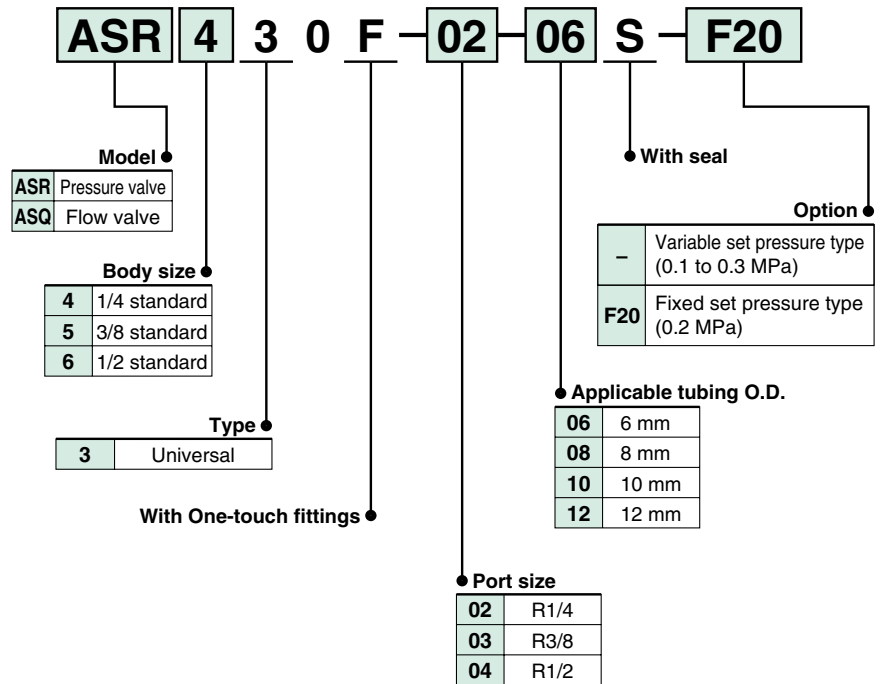 ASR 4 3 0 F - 02 - 06 S - F20
Model
ASR Pressure valve
ASQ Flow valve
Body size
4 1/4 standard
5 3/8 standard
6 1/2 standard
Type
3 Universal
With One-touch fittings
Port size
02 R1/4
03 R3/8
04 R1/2
Applicable tubing O.D.
06 6 mm
08 8 mm
10 10 mm
12 12 mm
With seal
Option
– Variable set pressure type
(0.1 to 0.3 MPa)
F20 Fixed set pressure type
(0.2 MPa)